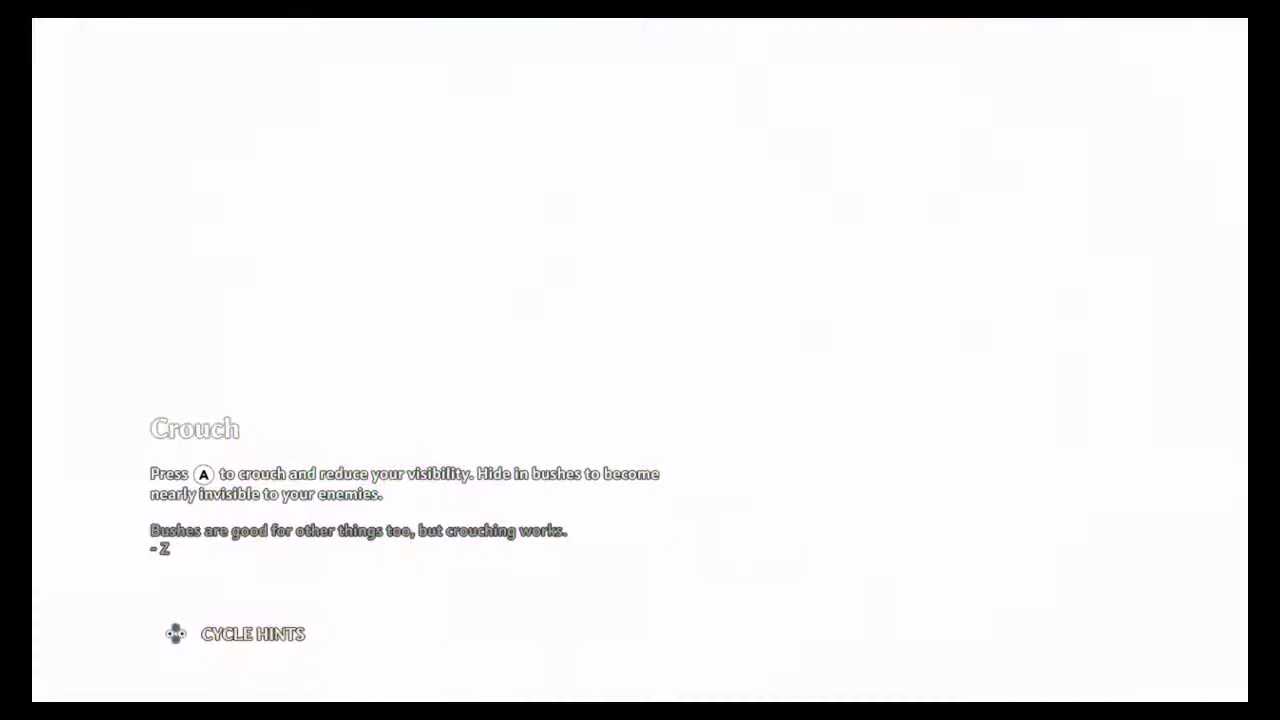 Crouch
Press A to crouch and reduce your visibility. Hide in bushes to become
nearly invisible to your enemies.
Bushes are good for other things too, but crouching works.
- Z
CYCLE HINTS